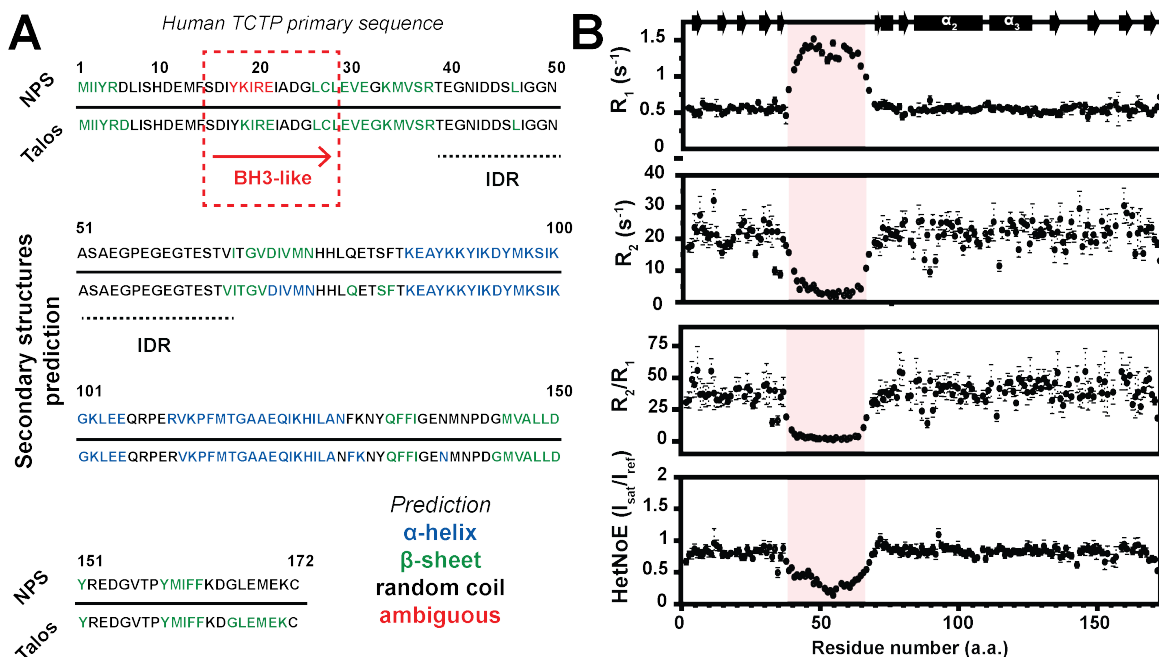 A
Human TCTP primary sequence
1 10 20 30 40 50
NPS
MIIYRDLISHDEMFSDIYKIREIADGLCLEVEGKMVSRTEGNIDDSLIGGN
Talos
MIIYRDLISHDEMFSDIYKIREIADGLCLEVEGKMVSRTEGNIDDSLIGGN
BH3-like
IDR
51 100
ASAEGPEGEGTESTVITGVDIVMNHHLQETSFTKEAYKKYIKDYMKSIK
ASAEGPEGEGTESTVITGVDIVMNHHLQETSFTKEAYKKYIKDYMKSIK
IDR
Secondary structures
prediction
101 150
GKLEEQRPERVKPFMTGAAEQIKHILANFKNYQFFIGENMNPDGMVALLD
GKLEEQRPERVKPFMTGAAEQIKHILANFKNYQFFIGENMNPDGMVALLD
151 172
NPS
YREDGVTPYMIFFKDGLEMEKC
Talos
YREDGVTPYMIFFKDGLEMEKC
Prediction
α-helix
β-sheet
random coil
ambiguous
B
α2 α3
R1 (s-1)
1.5
1
0.5
0
R2 (s-1)
40
30
20
10
0
R2/R1
75
50
25
0
HetNoE (Isat/Iref)
2
1.5
1
0.5
0
0 50 100 150
Residue number (a.a.)